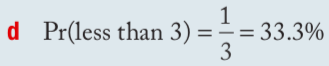 d Pr(less than 3) = 1/3 = 33.3%